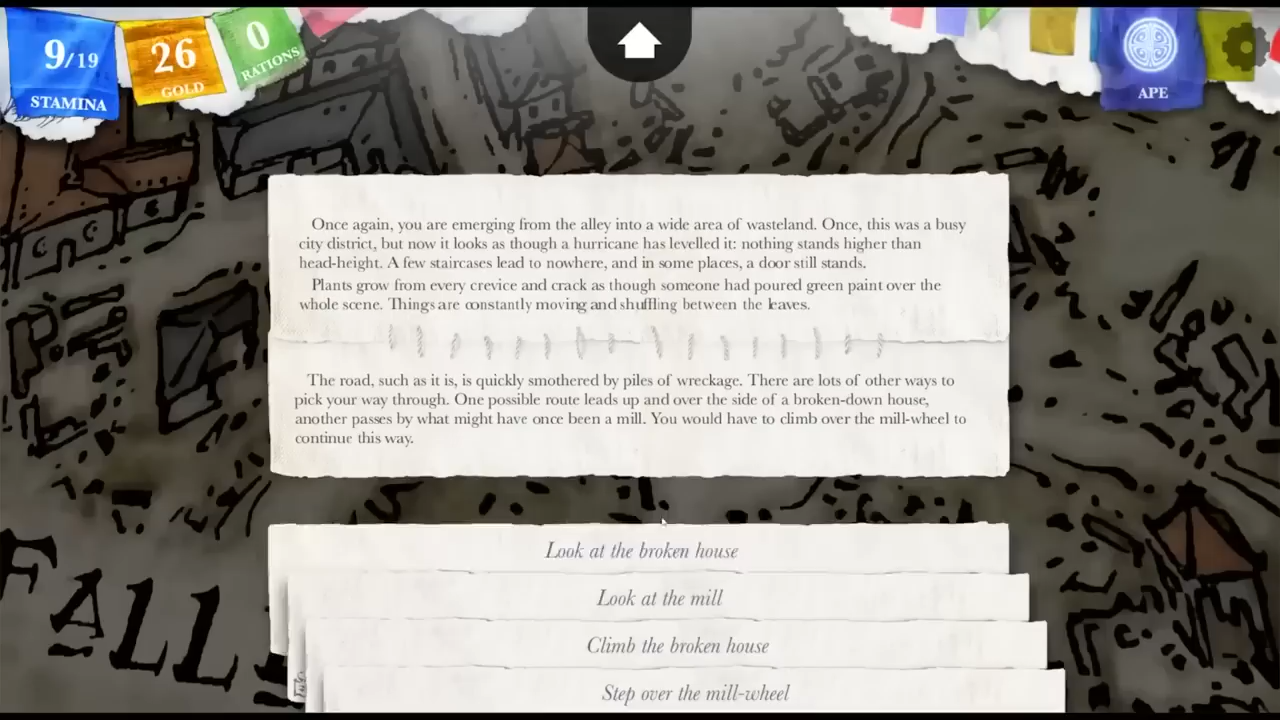 9/19
STAMINA
26
GOLD
0
RATIONS
APE
Once again, you are emerging from the alley into a wide area of wasteland. Once, this was a busy
city district, but now it looks as though a hurricane has levelled it: nothing stands higher than
head-height. A few staircases lead to nowhere, and in some places, a door still stands.
Plants grow from every crevice and crack as though someone had poured green paint over the
whole scene. Things are constantly moving and shuffling between the leaves.
The road, such as it is, is quickly smothered by piles of wreckage. There are lots of other ways to
pick your way through. One possible route leads up and over the side of a broken-down house,
another passes by what might have once been a mill. You would have to climb over the mill-wheel to
continue this way.
Look at the broken house
Look at the mill
Climb the broken house
Step over the mill-wheel
FALL